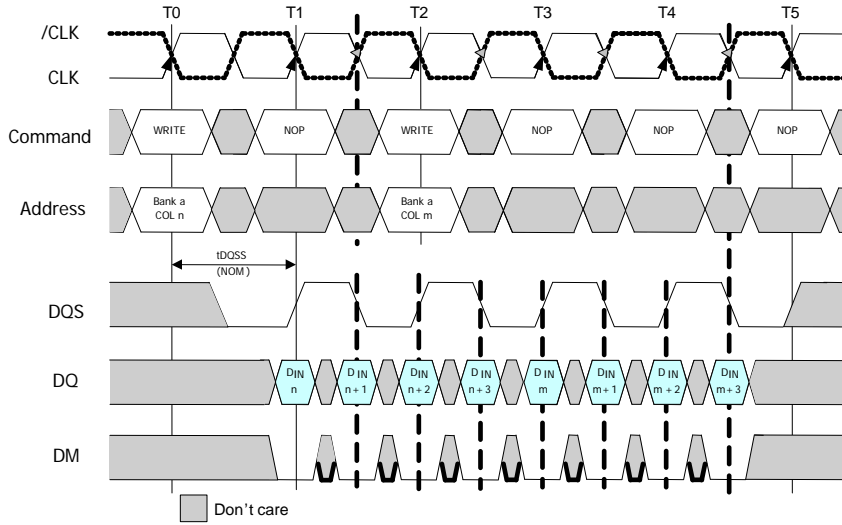 T0 T1 T2 T3 T4 T5
/CLK
CLK
Command WRITE NOP WRITE NOP NOP NOP
Address Bank a COL n Bank a COL m
tDQSS
(NOM)
DQS
DQ DIN n DIN n+1 DIN n+2 DIN n+3 DIN m DIN m+1 DIN m+2 DIN m+3
DM
Don't care